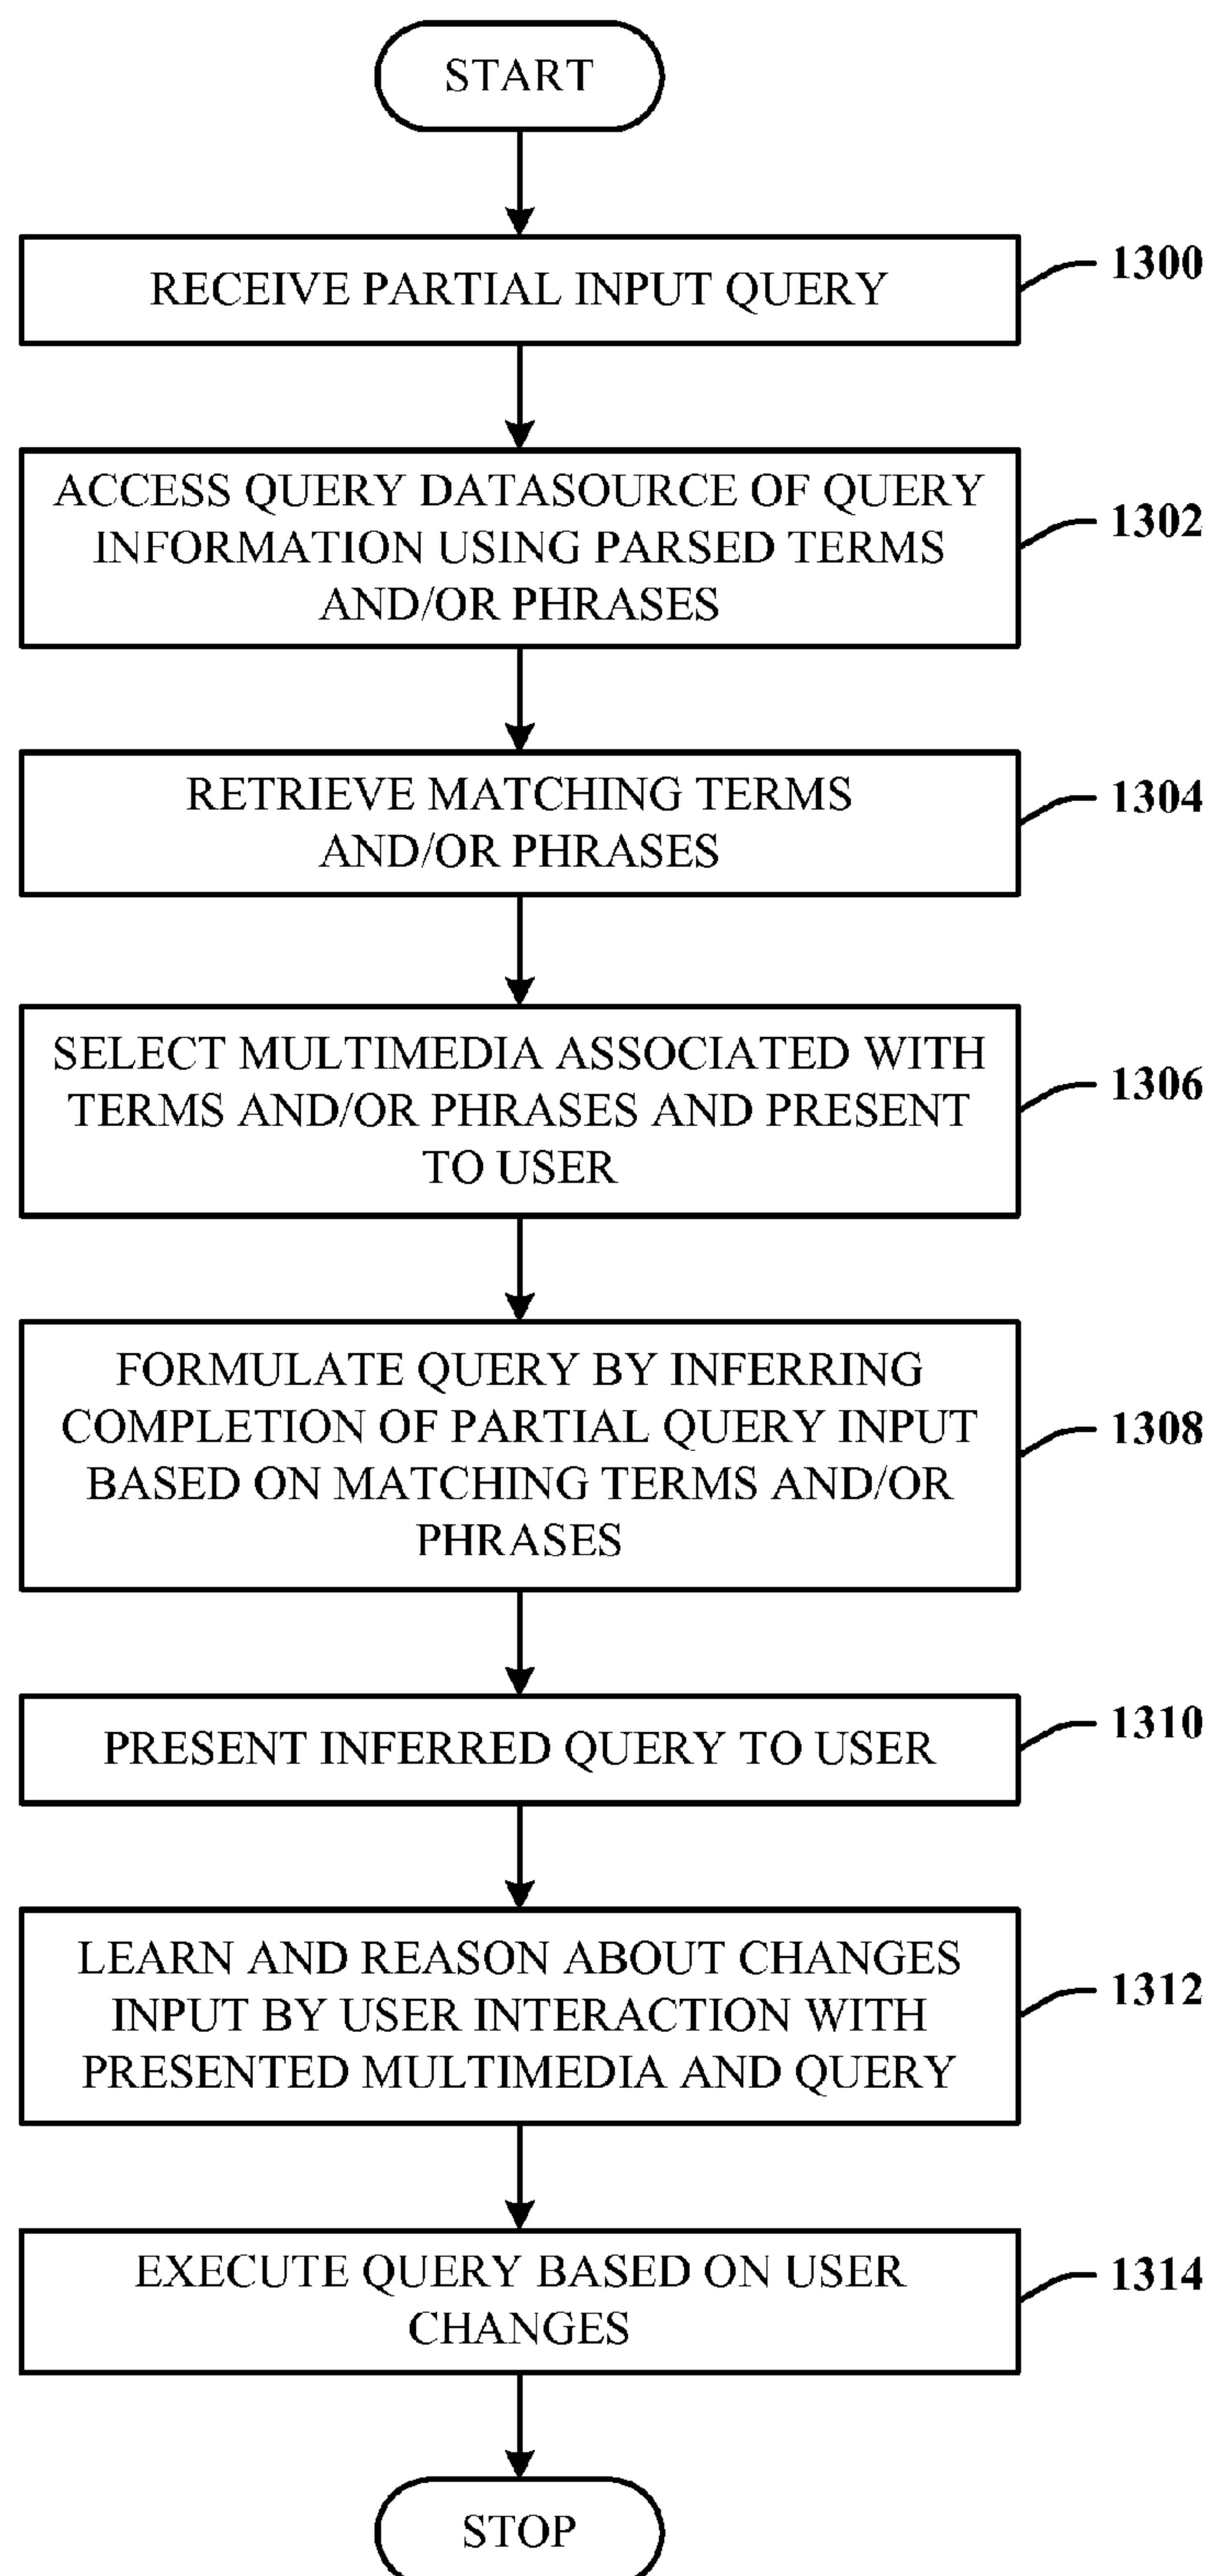 START
RECEIVE PARTIAL INPUT QUERY
1300
ACCESS QUERY DATASOURCE OF QUERY
INFORMATION USING PARSED TERMS
AND/OR PHRASES
1302
RETRIEVE MATCHING TERMS
AND/OR PHRASES
1304
SELECT MULTIMEDIA ASSOCIATED WITH
TERMS AND/OR PHRASES AND PRESENT
TO USER
1306
FORMULATE QUERY BY INFERRING
COMPLETION OF PARTIAL QUERY INPUT
BASED ON MATCHING TERMS AND/OR
PHRASES
1308
PRESENT INFERRED QUERY TO USER
1310
LEARN AND REASON ABOUT CHANGES
INPUT BY USER INTERACTION WITH
PRESENTED MULTIMEDIA AND QUERY
1312
EXECUTE QUERY BASED ON USER
CHANGES
1314
STOP